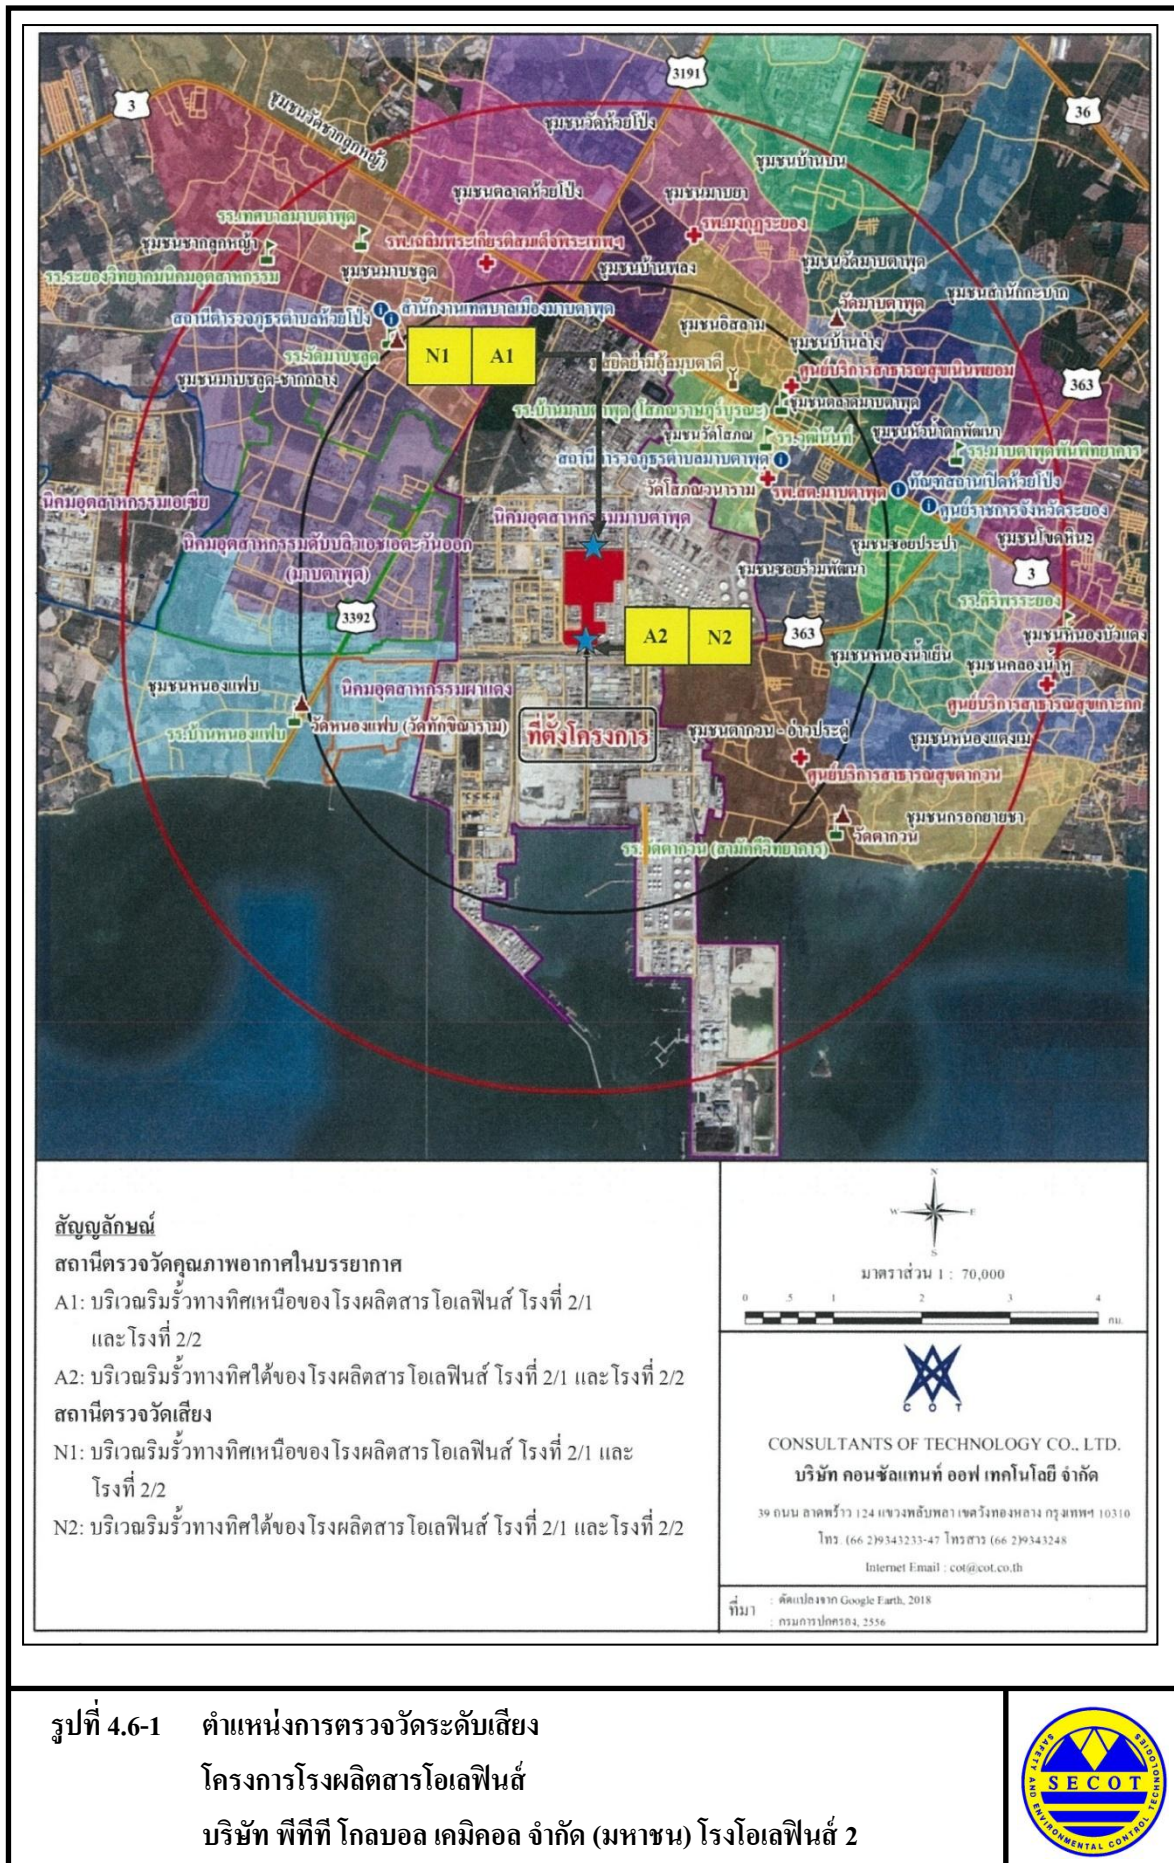 3191
3
36
ชุมชนวัดชากลูกหญ้า
ชุมชนวัดห้วยโป่ง
ชุมชนบ้านบน
ชุมชนตลาดห้วยโป่ง
ชุมชนมาบยา
รร.เทศบาลมาบตาพุด
รพ.มงกุฎระยอง
ชุมชนชากลูกหญ้า
รพ.เฉลิมพระเกียรติสมเด็จพระเทพฯ
ชุมชนวัดมาบตาพุด
รร.ระยองวิทยาคมนิคมอุตสาหกรรม
ชุมชนมาบชลูด
ชุมชนบ้านพลง
ชุมชนสำนักกะบาก
สถานีตำรวจภูธรตำบลห้วยโป่ง
สำนักงานเทศบาลเมืองมาบตาพุด
วัดมาบตาพุด
ชุมชนอิสลาม
ชุมชนบ้านล่าง
รร.วัดมาบชลูด
N1
A1
ศูนย์บริการสาธารณสุขเนินพยอม
363
ชุมชนมาบชลูด-ชากกลาง
รร.บ้านมาบตาพุด (โสภณราษฎร์บูรณะ)
ชุมชนตลาดมาบตาพุด
ชุมชนวัดโสภณ
รร.วุฒินันท์
ชุมชนหัวน้ำตกพัฒนา
รร.มาบตาพุดพันพิทยาคาร
สถานีตำรวจภูธรตำบลมาบตาพุด
วัดโสภณวนาราม
รพ.สต.มาบตาพุด
ทัณฑสถานเปิดห้วยโป่ง
นิคมอุตสาหกรรมเอเซีย
ศูนย์ราชการจังหวัดระยอง
นิคมอุตสาหกรรมมาบตาพุด
นิคมอุตสาหกรรมดับบลิวเอชเอตะวันออก
(มาบตาพุด)
ชุมชนซอยประปา
ชุมชนโขดหิน2
ชุมชนซอยร่วมพัฒนา
3
รร.กีรพรระยอง
3392
A2
N2
363
ชุมชนหนองบัวแดง
ชุมชนหนองน้ำเย็น
ชุมชนคลองน้ำหู
ชุมชนหนองแฟบ
นิคมอุตสาหกรรมผาแดง
ศูนย์บริการสาธารณสุขเกาะกก
รร.บ้านหนองแฟบ
วัดหนองแฟบ (วัดทักขิณาราม)
ที่ตั้งโครงการ
ชุมชนตากวน - อ่าวประดู่
ชุมชนหนองแตงเม
ศูนย์บริการสาธารณสุขตากวน
ชุมชนกรอกยายชา
รร.วัดตากวน (สามัคคีวิทยาคาร)
วัดตากวน
สัญญลักษณ์
สถานีตรวจวัดคุณภาพอากาศในบรรยากาศ
A1: บริเวณริมรั้วทางทิศเหนือของโรงผลิตสารโอเลฟินส์ โรงที่ 2/1
และโรงที่ 2/2
A2: บริเวณริมรั้วทางทิศใต้ของโรงผลิตสารโอเลฟินส์ โรงที่ 2/1 และโรงที่ 2/2
สถานีตรวจวัดเสียง
N1: บริเวณริมรั้วทางทิศเหนือของโรงผลิตสารโอเลฟินส์ โรงที่ 2/1 และ
โรงที่ 2/2
N2: บริเวณริมรั้วทางทิศใต้ของโรงผลิตสารโอเลฟินส์ โรงที่ 2/1 และโรงที่ 2/2
N
W E
S
มาตราส่วน 1 : 70,000
0 .5 1 2 3 4
กม.
C O T
CONSULTANTS OF TECHNOLOGY CO., LTD.
บริษัท คอนซัลแทนท์ ออฟ เทคโนโลยี จำกัด
39 ถนน ลาดพร้าว 124 แขวงพลับพลา เขตวังทองหลาง กรุงเทพฯ 10310
โทร. (66 2)9343233-47 โทรสาร (66 2)9343248
Internet Email : cot@cot.co.th
ที่มา : ดัดแปลงจาก Google Earth, 2018
: กรมการปกครอง, 2556
รูปที่ 4.6-1 ตำแหน่งการตรวจวัดระดับเสียง
โครงการโรงผลิตสารโอเลฟินส์
บริษัท พีทีที โกลบอล เคมิคอล จำกัด (มหาชน) โรงโอเลฟินส์ 2
SECOT
SAFETY AND ENVIRONMENTAL CONTROL TECHNOLOGIES